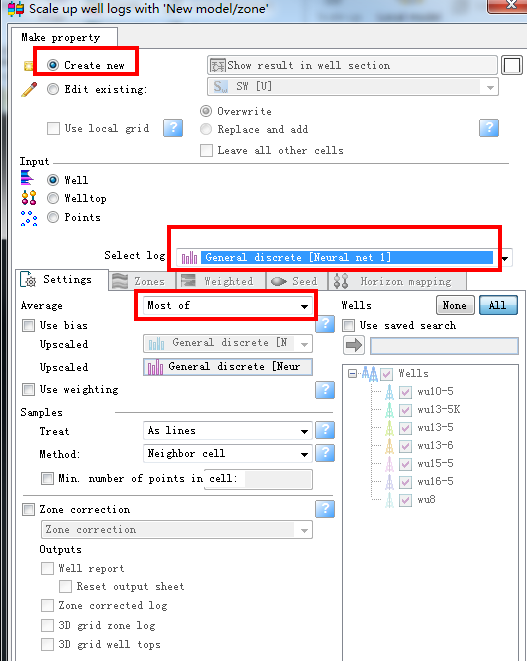 Scale up well logs with 'New model/zone'
Make property
Create new
Show result in well section
Edit existing:
SW [U]
Overwrite
Use local grid
?
Replace and add
?
Leave all other cells
Input
Well
Welltop
Points
Select log
General discrete [Neural net 1]
Settings
Zones
Weighted
Seed
Horizon mapping
Average
Most of
Wells
None
All
Use bias
?
Use saved search
Upscaled
General discrete [N
Upscaled
General discrete [Neur
Wells
Use weighting
?
wu10-5
wu13-5K
Samples
wu13-5
Treat
As lines
?
wu13-6
Method:
Neighbor cell
?
wu15-5
Min. number of points in cell:
wu16-5
wu8
Zone correction
?
Zone correction
Outputs
Well report
Reset output sheet
Zone corrected log
3D grid zone log
3D grid well tops